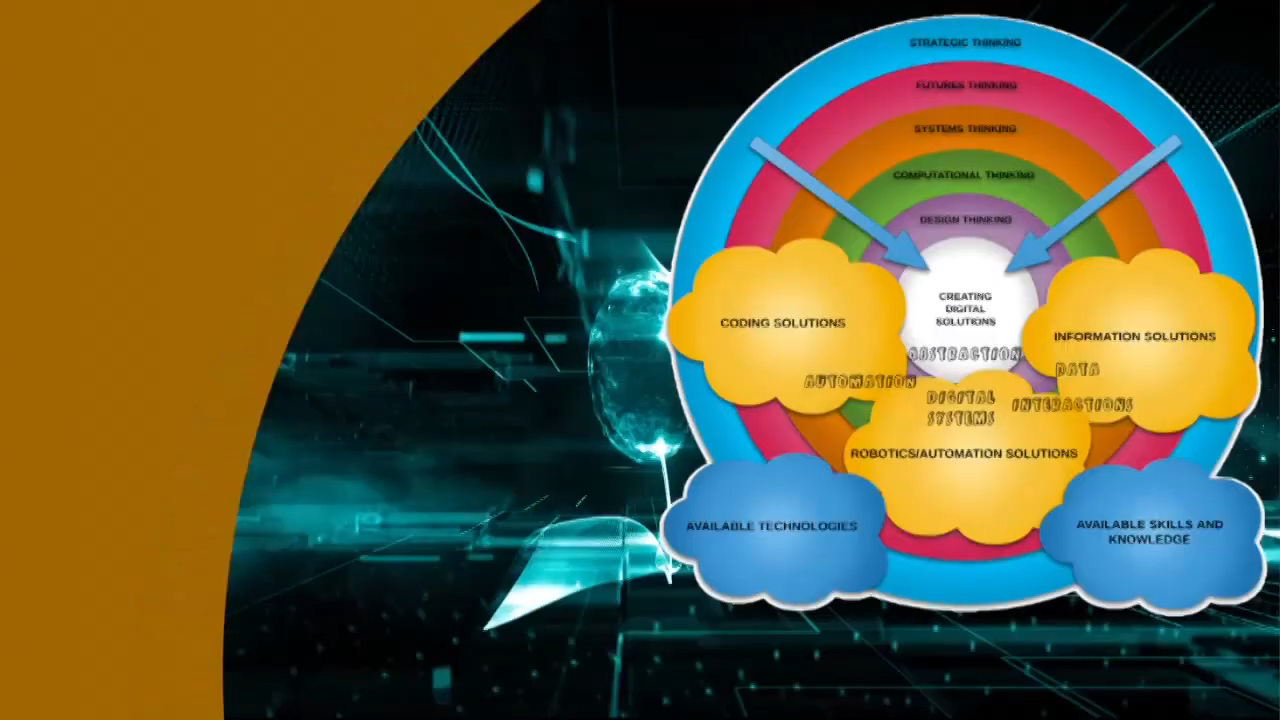 STRATEGIC THINKING
FUTURES THINKING
SYSTEMS THINKING
COMPUTATIONAL THINKING
DESIGN THINKING
CREATING
DIGITAL
SOLUTIONS
CODING SOLUTIONS
INFORMATION SOLUTIONS
ABSTRACTION
DATA
AUTOMATION
DIGITAL
SYSTEMS
INTERACTIONS
ROBOTICS/AUTOMATION SOLUTIONS
AVAILABLE TECHNOLOGIES
AVAILABLE SKILLS AND
KNOWLEDGE